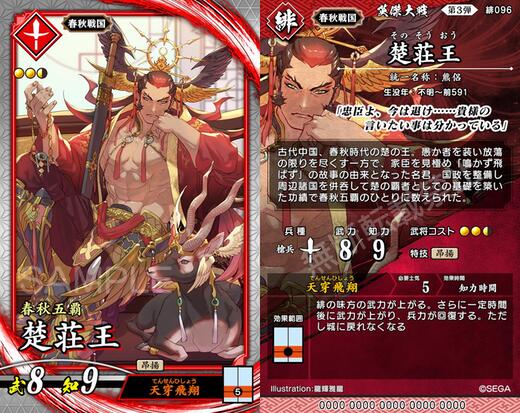 春秋戦国
SAMPLE
春秋五覇
楚荘王
昂揚
武8 知9
てんせんひしょう
天穿飛翔
5
緋
春秋戦国
英傑大戦
第3弾
緋096
そのそうおう
楚荘王
統一名称:熊侶
生没年 不明~前591
「忠臣よ、今は退け……貴様の
言いたい事は分かっている」
古代中国、春秋時代の楚の王。愚か者を装い放蕩
の限りを尽くす一方で、家臣を見極め「鳴かず飛
ばず」の故事の由来となった名君。国政を整備し
周辺諸国を併呑して楚の覇者としての基礎を築い
た功績で春秋五覇のひとりに数えられた。
兵種 武力 知力 武将コスト
槍兵 8 9 特技 昂揚
てんせんひしょう 必要士気 効果時間
天穿飛翔 5 知力時間
効果範囲
緋の味方の武力が上がる。さらに一定時間
後に武力が上がり、兵力が回復する。ただ
し城に戻れなくなる
Illustration:龍輝翔麗
©SEGA
0000-0000-0000-0000-0000